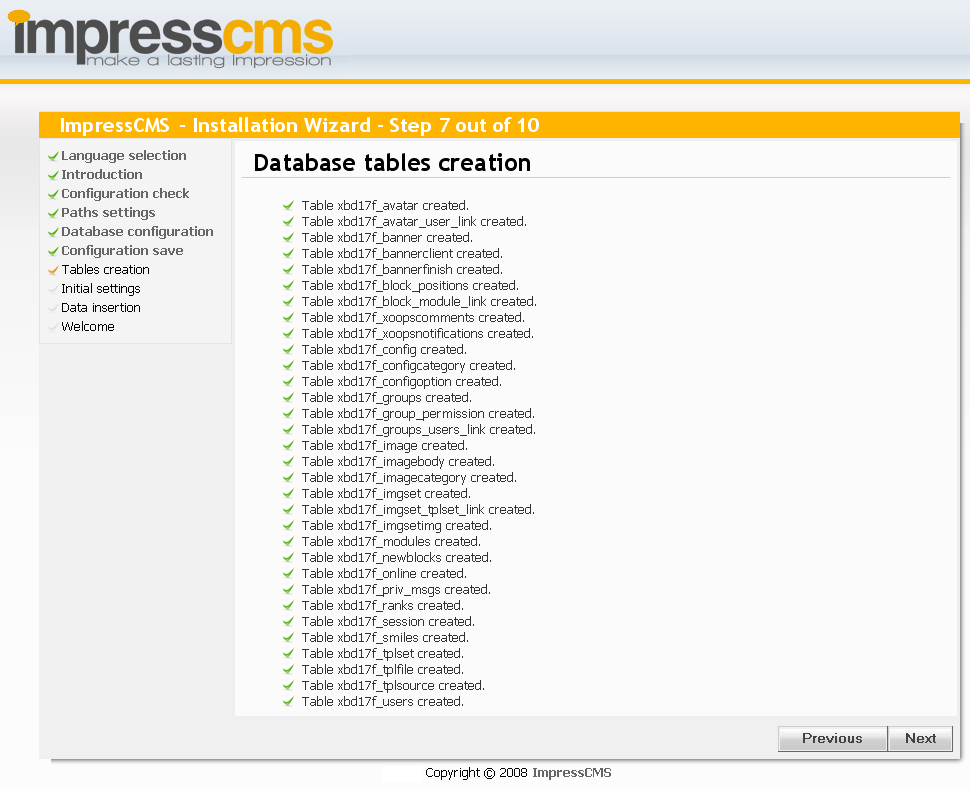 impresscms
make a lasting impression
ImpressCMS - Installation Wizard - Step 7 out of 10
Language selection
Introduction
Configuration check
Paths settings
Database configuration
Configuration save
Tables creation
Initial settings
Data insertion
Welcome
Database tables creation
Table xbd17f_avatar created.
Table xbd17f_avatar_user_link created.
Table xbd17f_banner created.
Table xbd17f_bannerclient created.
Table xbd17f_bannerfinish created.
Table xbd17f_block_positions created.
Table xbd17f_block_module_link created.
Table xbd17f_xoopscomments created.
Table xbd17f_xoopsnotifications created.
Table xbd17f_config created.
Table xbd17f_configcategory created.
Table xbd17f_configoption created.
Table xbd17f_groups created.
Table xbd17f_group_permission created.
Table xbd17f_groups_users_link created.
Table xbd17f_image created.
Table xbd17f_imagebody created.
Table xbd17f_imagecategory created.
Table xbd17f_imgset created.
Table xbd17f_imgset_tplset_link created.
Table xbd17f_imgsetimg created.
Table xbd17f_modules created.
Table xbd17f_newblocks created.
Table xbd17f_online created.
Table xbd17f_priv_msgs created.
Table xbd17f_ranks created.
Table xbd17f_session created.
Table xbd17f_smiles created.
Table xbd17f_tplset created.
Table xbd17f_tplfile created.
Table xbd17f_tplsource created.
Table xbd17f_users created.
Previous Next
Copyright © 2008 ImpressCMS